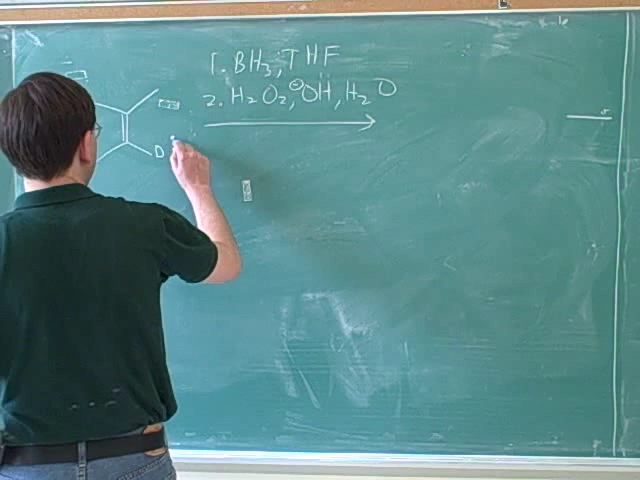 1. BH3, THF
2. H2O2, ⊖OH, H2O
D